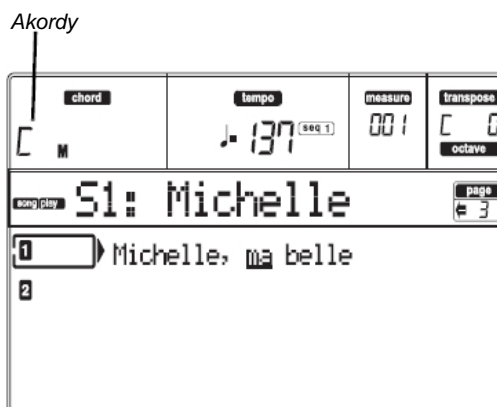 Akordy
chord tempo measure transpose
C M ♩= 137 seq 1 001 C 0
octave
song play S1: Michelle page
3
1 Michelle, ma belle
2